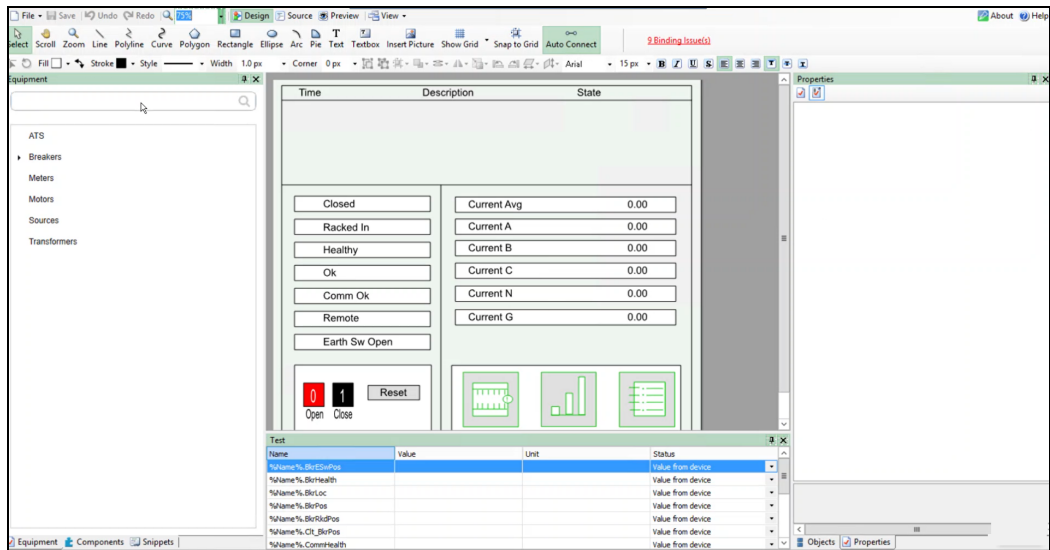 File Save Undo Redo 75% Design Source Preview View About Help
Select Scroll Zoom Line Polyline Curve Polygon Rectangle Ellipse Arc Pie Text Textbox Insert Picture Show Grid Snap to Grid Auto Connect 9 Binding Issue(s)
Fill Stroke Style Width 1.0 px Corner 0 px Arial 15 px B I U S
Equipment
Properties
Time Description State
ATS
Breakers
Meters
Motors
Sources
Transformers
Closed
Racked In
Healthy
Ok
Comm Ok
Remote
Earth Sw Open
Current Avg 0.00
Current A 0.00
Current B 0.00
Current C 0.00
Current N 0.00
Current G 0.00
0 1 Reset
Open Close
Test
Name Value Unit Status
%Name%.BkrESwPos Value from device
%Name%.BkrHealth Value from device
%Name%.BkrLoc Value from device
%Name%.BkrPos Value from device
%Name%.BkrRkdPos Value from device
%Name%.Clt_BkrPos Value from device
%Name%.CommHealth Value from device
Equipment Components Snippets
Objects Properties